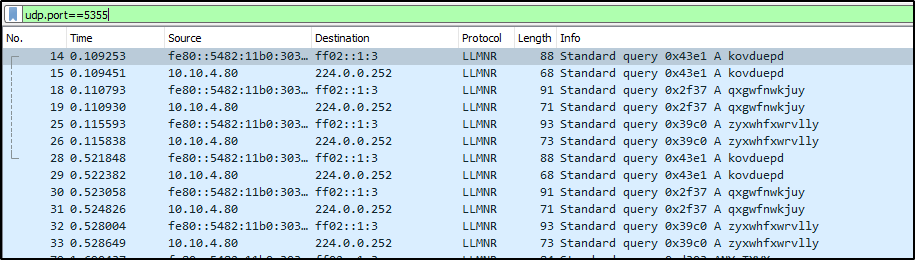 udp.port==5355
No. Time Source Destination Protocol Length Info
14 0.109253 fe80::5482:11b0:303… ff02::1:3 LLMNR 88 Standard query 0x43e1 A kovduepd
15 0.109451 10.10.4.80 224.0.0.252 LLMNR 68 Standard query 0x43e1 A kovduepd
18 0.110793 fe80::5482:11b0:303… ff02::1:3 LLMNR 91 Standard query 0x2f37 A qxgwfnwkjuy
19 0.110930 10.10.4.80 224.0.0.252 LLMNR 71 Standard query 0x2f37 A qxgwfnwkjuy
25 0.115593 fe80::5482:11b0:303… ff02::1:3 LLMNR 93 Standard query 0x39c0 A zyxwhfxwrvlly
26 0.115838 10.10.4.80 224.0.0.252 LLMNR 73 Standard query 0x39c0 A zyxwhfxwrvlly
28 0.521848 fe80::5482:11b0:303… ff02::1:3 LLMNR 88 Standard query 0x43e1 A kovduepd
29 0.522382 10.10.4.80 224.0.0.252 LLMNR 68 Standard query 0x43e1 A kovduepd
30 0.523058 fe80::5482:11b0:303… ff02::1:3 LLMNR 91 Standard query 0x2f37 A qxgwfnwkjuy
31 0.524826 10.10.4.80 224.0.0.252 LLMNR 71 Standard query 0x2f37 A qxgwfnwkjuy
32 0.528004 fe80::5482:11b0:303… ff02::1:3 LLMNR 93 Standard query 0x39c0 A zyxwhfxwrvlly
33 0.528649 10.10.4.80 224.0.0.252 LLMNR 73 Standard query 0x39c0 A zyxwhfxwrvlly